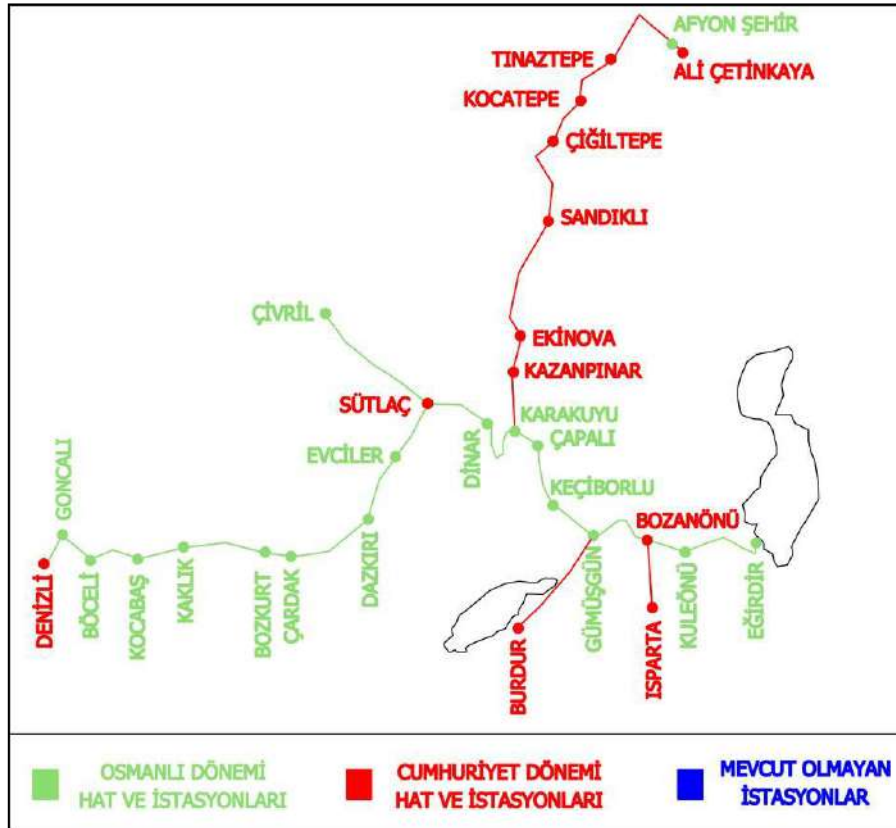 AFYON ŞEHİR
TINAZTEPE
ALİ ÇETİNKAYA
KOCATEPE
ÇİĞİLTEPE
SANDIKLI
ÇİVRİL
EKİNOVA
KAZANPINAR
SÜTLAÇ
KARAKUYU
ÇAPALI
DİNAR
EVCİLER
KEÇİBORLU
GONCALI
BOZANÖNÜ
DENİZLİ
BÖCELİ
KOCABAŞ
KAKLIK
BOZKURT
ÇARDAK
DAZKIRI
BURDUR
GÜMÜŞGÜN
ISPARTA
KULEÖNÜ
EĞİRDİR
OSMANLI DÖNEMİ
HAT VE İSTASYONLARI
CUMHURİYET DÖNEMİ
HAT VE İSTASYONLARI
MEVCUT OLMAYAN
İSTASYONLAR